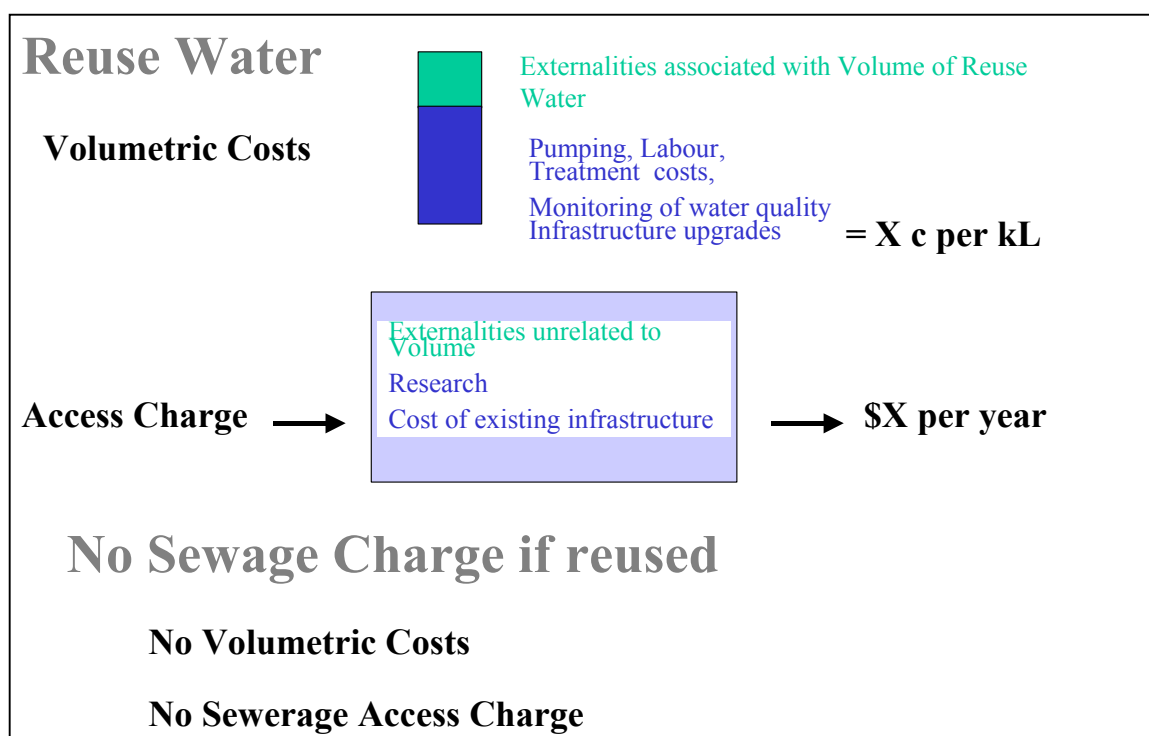 Reuse Water
Externalities associated with Volume of Reuse
Water
Volumetric Costs
Pumping, Labour,
Treatment costs,
Monitoring of water quality
Infrastructure upgrades
= X c per kL
Externalities unrelated to
Volume
Research
Cost of existing infrastructure
Access Charge
$X per year
No Sewage Charge if reused
No Volumetric Costs
No Sewerage Access Charge